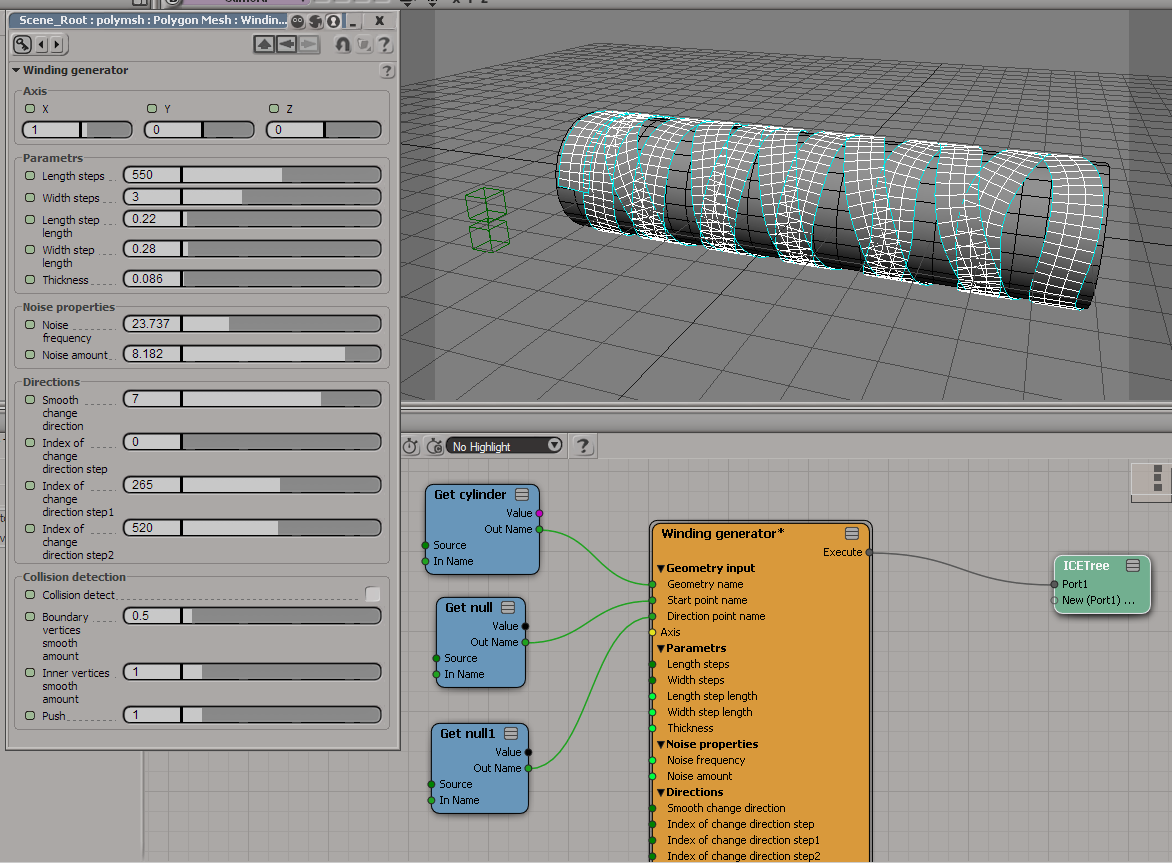 Scene_Root : polymsh : Polygon Mesh : Windin...
Winding generator
?
?
Axis
X
Y
Z
1
0
0
Parametrs
Length steps
550
Width steps
3
Length step
length
0.22
Width step
length
0.28
Thickness
0.086
Noise properties
Noise
frequency
23.737
Noise amount
8.182
Directions
Smooth
change
direction
7
Index of
change
direction step
0
Index of
change
direction step1
265
Index of
change
direction step2
520
Collision detection
Collision detect
Boundary
vertices
smooth
amount
0.5
Inner vertices
smooth
amount
1
Push
1
No Highlight
?
Get cylinder
Value
Out Name
Source
In Name
Get null
Value
Out Name
Source
In Name
Get null1
Value
Out Name
Source
In Name
Winding generator*
Execute
Geometry input
Geometry name
Start point name
Direction point name
Axis
Parametrs
Length steps
Width steps
Length step length
Width step length
Thickness
Noise properties
Noise frequency
Noise amount
Directions
Smooth change direction
Index of change direction step
Index of change direction step1
Index of change direction step2
ICETree
Port1
New (Port1) ...